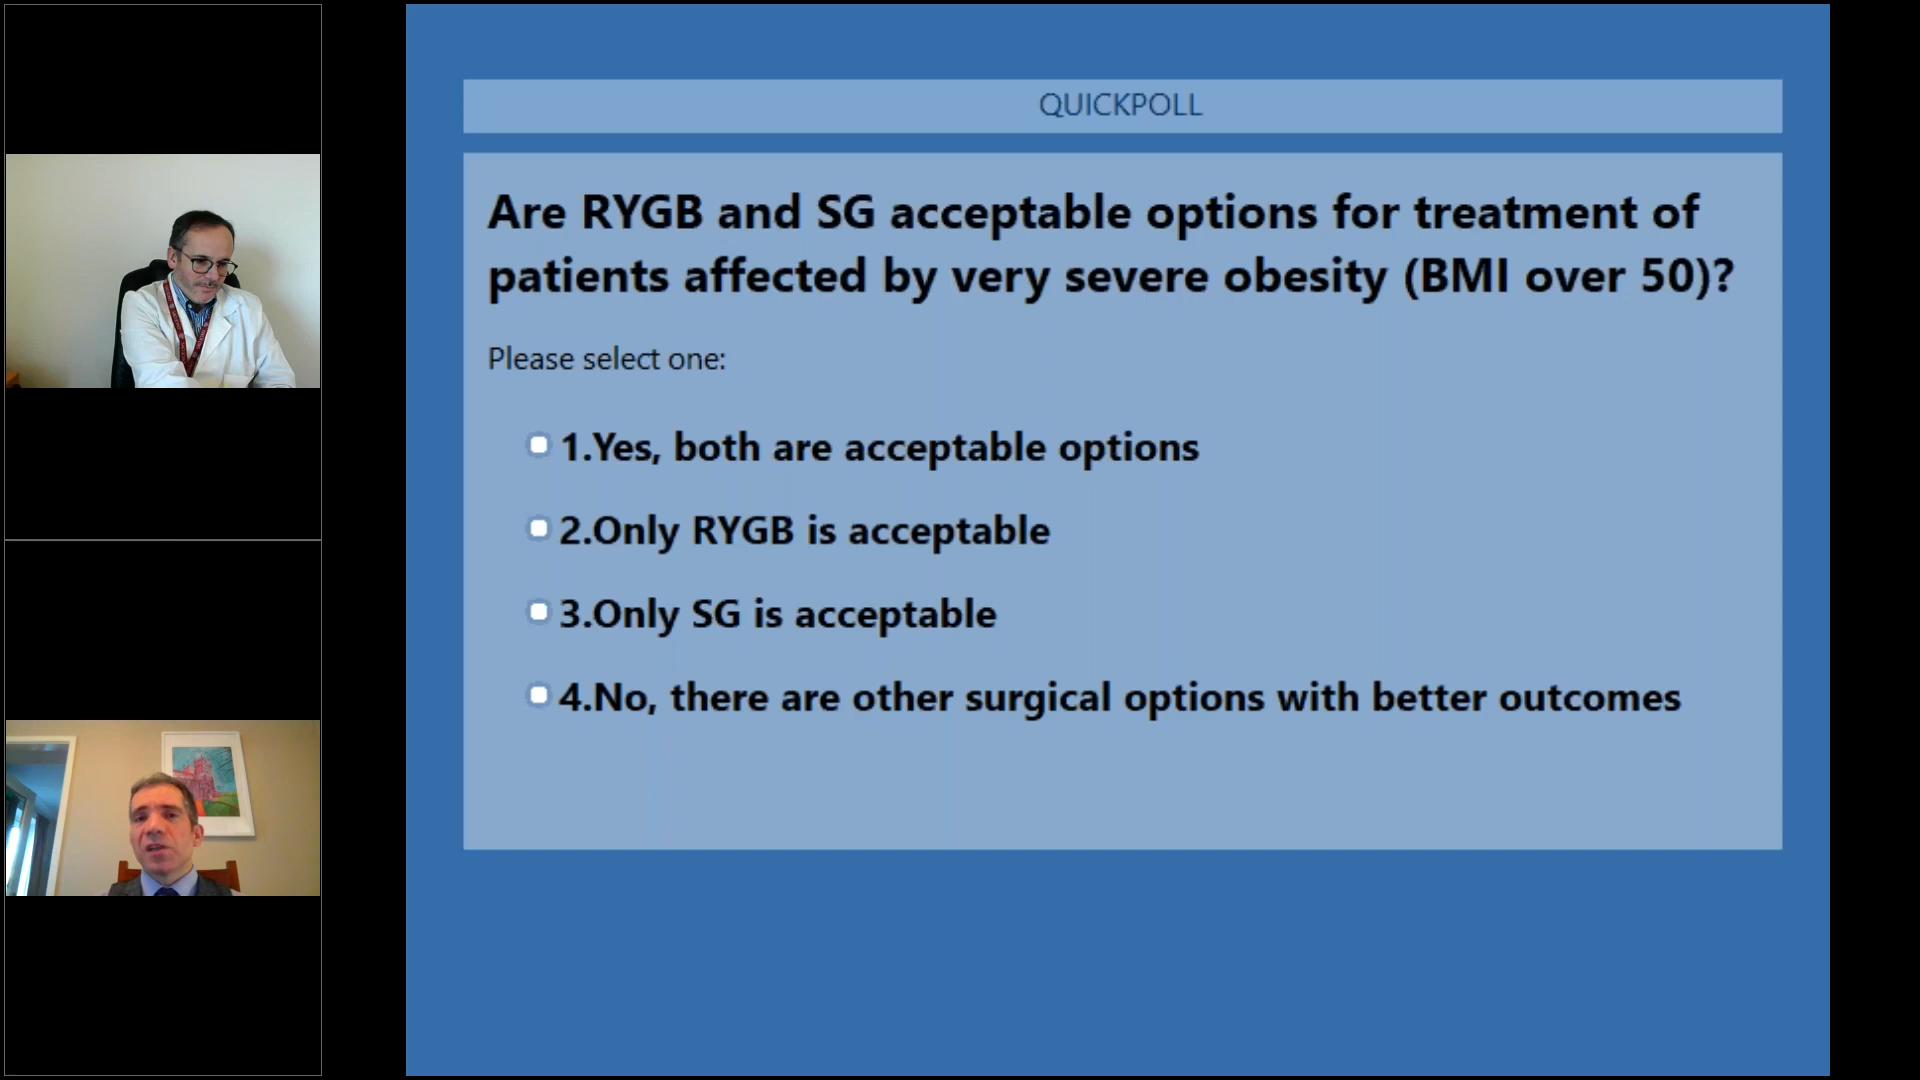 QUICKPOLL
Are RYGB and SG acceptable options for treatment of
patients affected by very severe obesity (BMI over 50)?
Please select one:
1.Yes, both are acceptable options
2.Only RYGB is acceptable
3.Only SG is acceptable
4.No, there are other surgical options with better outcomes